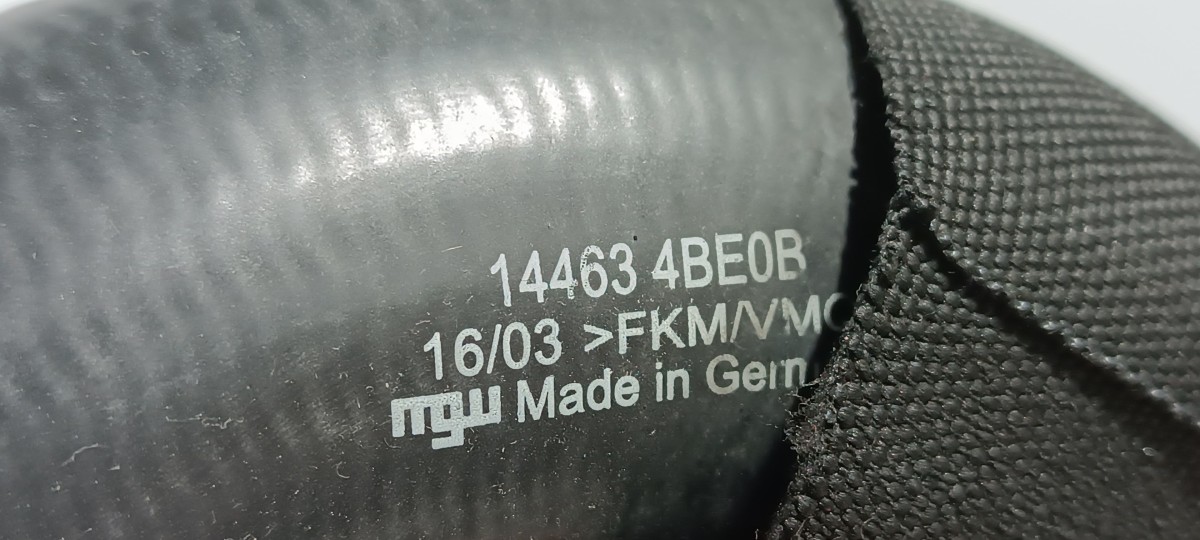 14463 4BE0B
16/03 >FKM/VMQ
mgw Made in Germ